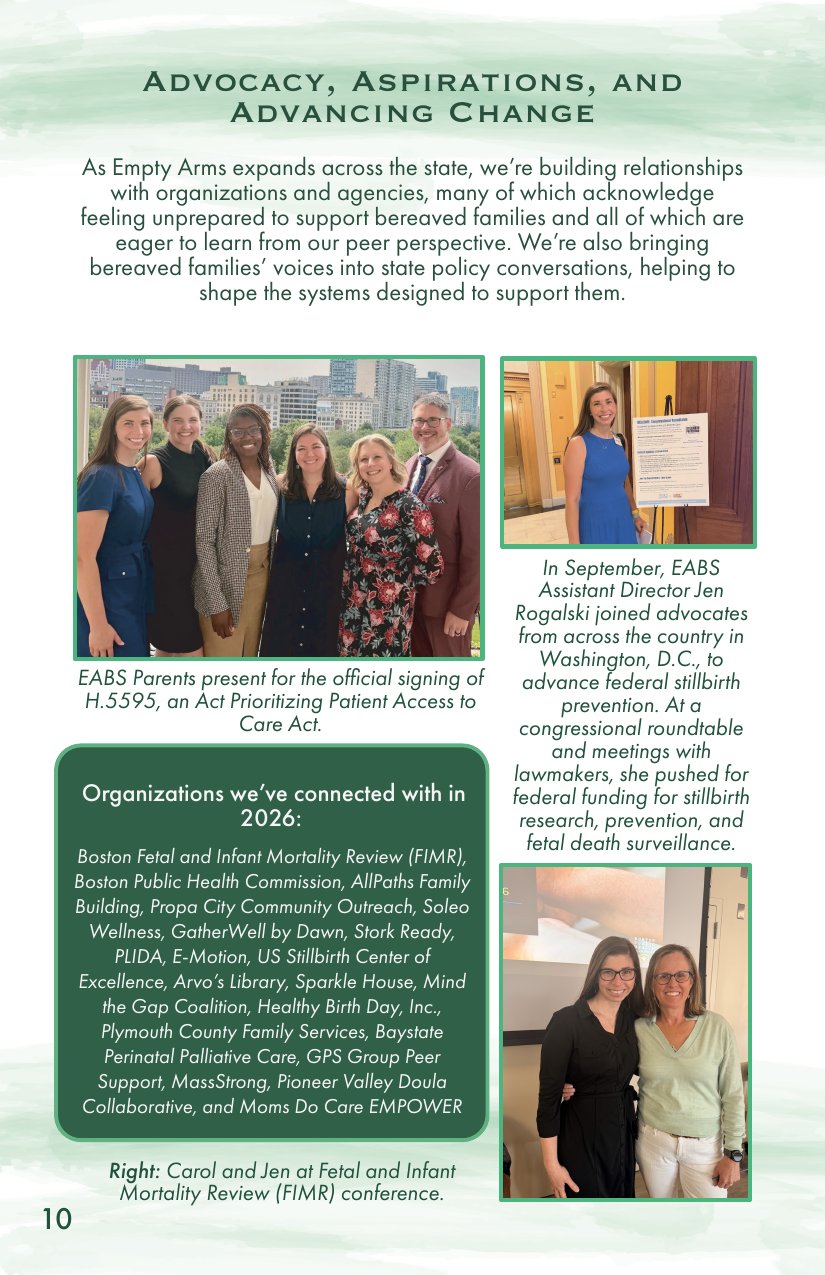 Advocacy, Aspirations, and
Advancing Change
As Empty Arms expands across the state, we're building relationships
with organizations and agencies, many of which acknowledge
feeling unprepared to support bereaved families and all of which are
eager to learn from our peer perspective. We're also bringing
bereaved families' voices into state policy conversations, helping to
shape the systems designed to support them.
EABS Parents present for the official signing of
H.5595, an Act Prioritizing Patient Access to
Care Act.
In September, EABS
Assistant Director Jen
Rogalski joined advocates
from across the country in
Washington, D.C., to
advance federal stillbirth
prevention. At a
congressional roundtable
and meetings with
lawmakers, she pushed for
federal funding for stillbirth
research, prevention, and
fetal death surveillance.
Organizations we've connected with in
2026:
Boston Fetal and Infant Mortality Review (FIMR),
Boston Public Health Commission, AllPaths Family
Building, Propa City Community Outreach, Soleo
Wellness, GatherWell by Dawn, Stork Ready,
PLIDA, E-Motion, US Stillbirth Center of
Excellence, Arvo's Library, Sparkle House, Mind
the Gap Coalition, Healthy Birth Day, Inc.,
Plymouth County Family Services, Baystate
Perinatal Palliative Care, GPS Group Peer
Support, MassStrong, Pioneer Valley Doula
Collaborative, and Moms Do Care EMPOWER
Right: Carol and Jen at Fetal and Infant
Mortality Review (FIMR) conference.
10